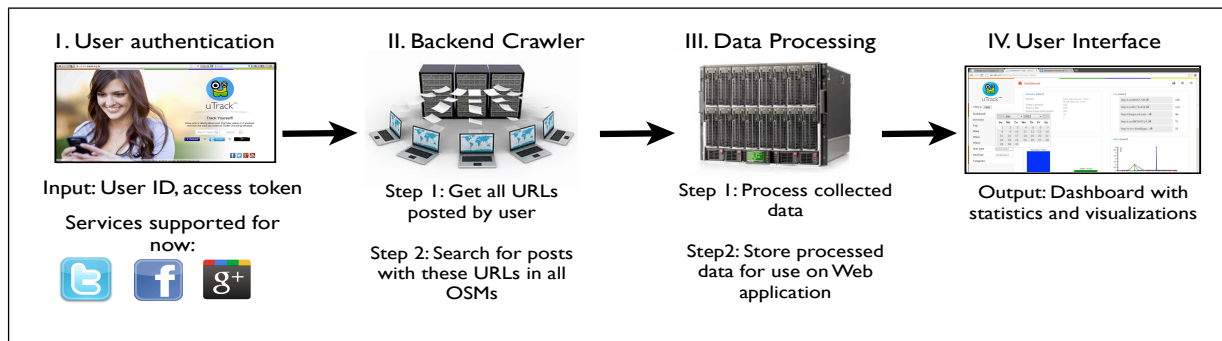 I. User authentication
uTrack
Track Yourself!
Input: User ID, access token
Services supported for
now:
g+
II. Backend Crawler
Step 1: Get all URLs
posted by user
Step 2: Search for posts
with these URLs in all
OSMs
III. Data Processing
Step 1: Process collected
data
Step2: Store processed
data for use on Web
application
IV. User Interface
uTrack
Dashboard
Output: Dashboard with
statistics and visualizations